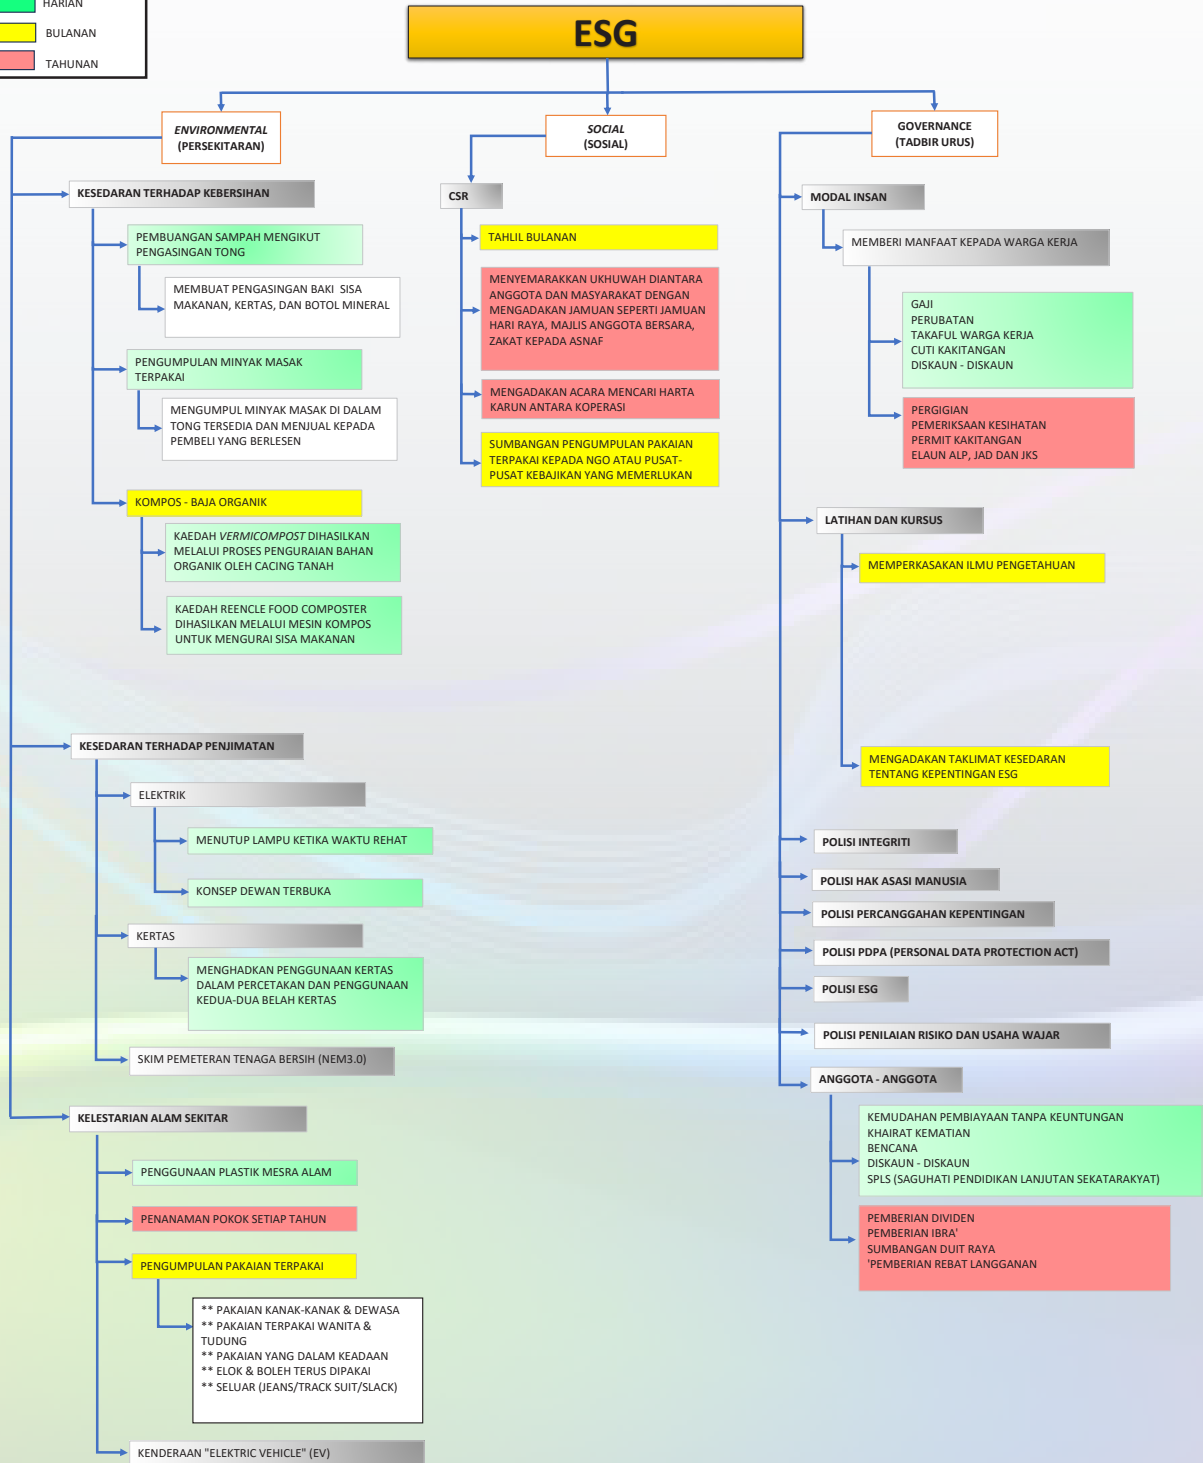 HARIAN
BULANAN
TAHUNAN
ESG
ENVIRONMENTAL
(PERSEKITARAN)
KESEDARAN TERHADAP KEBERSIHAN
PEMBUANGAN SAMPAH MENGIKUT
PENGASINGAN TONG
MEMBUAT PENGASINGAN BAKI SISA
MAKANAN, KERTAS, DAN BOTOL MINERAL
PENGUMPULAN MINYAK MASAK
TERPAKAI
MENGUMPUL MINYAK MASAK DI DALAM
TONG TERSEDIA DAN MENJUAL KEPADA
PEMBELI YANG BERLESEN
KOMPOS - BAJA ORGANIK
KAEDAH VERMICOMPOST DIHASILKAN
MELALUI PROSES PENGURAIAN BAHAN
ORGANIK OLEH CACING TANAH
KAEDAH REENCLE FOOD COMPOSTER
DIHASILKAN MELALUI MESIN KOMPOS
UNTUK MENGURAI SISA MAKANAN
KESEDARAN TERHADAP PENJIMATAN
ELEKTRIK
MENUTUP LAMPU KETIKA WAKTU REHAT
KONSEP DEWAN TERBUKA
KERTAS
MENGHADKAN PENGGUNAAN KERTAS
DALAM PERCETAKAN DAN PENGGUNAAN
KEDUA-DUA BELAH KERTAS
SKIM PEMETERAN TENAGA BERSIH (NEM3.0)
KELESTARIAN ALAM SEKITAR
PENGGUNAAN PLASTIK MESRA ALAM
PENANAMAN POKOK SETIAP TAHUN
PENGUMPULAN PAKAIAN TERPAKAI
** PAKAIAN KANAK-KANAK & DEWASA
** PAKAIAN TERPAKAI WANITA &
TUDUNG
** PAKAIAN YANG DALAM KEADAAN
** ELOK & BOLEH TERUS DIPAKAI
** SELUAR (JEANS/TRACK SUIT/SLACK)
KENDERAAN "ELECTRIC VEHICLE" (EV)
SOCIAL
(SOSIAL)
CSR
TAHLIL BULANAN
MENYEMARAKKAN UKHUWAH DIANTARA
ANGGOTA DAN MASYARAKAT DENGAN
MENGADAKAN JAMUAN SEPERTI JAMUAN
HARI RAYA, MAJLIS ANGGOTA BERSARA,
ZAKAT KEPADA ASNAF
MENGADAKAN ACARA MENCARI HARTA
KARUN ANTARA KOPERASI
SUMBANGAN PENGUMPULAN PAKAIAN
TERPAKAI KEPADA NGO ATAU PUSAT-
PUSAT KEBAJIKAN YANG MEMERLUKAN
GOVERNANCE
(TADBIR URUS)
MODAL INSAN
MEMBERI MANFAAT KEPADA WARGA KERJA
GAJI
PERUBATAN
TAKAFUL WARGA KERJA
CUTI KAKITANGAN
DISKAUN - DISKAUN
PERGIGIAN
PEMERIKSAAN KESIHATAN
PERMIT KAKITANGAN
ELAUN ALP, JAD DAN JKS
LATIHAN DAN KURSUS
MEMPERKASAKAN ILMU PENGETAHUAN
MENGADAKAN TAKLIMAT KESEDARAN
TENTANG KEPENTINGAN ESG
POLISI INTEGRITI
POLISI HAK ASASI MANUSIA
POLISI PERCANGGAHAN KEPENTINGAN
POLISI PDPA (PERSONAL DATA PROTECTION ACT)
POLISI ESG
POLISI PENILAIAN RISIKO DAN USAHA WAJAR
ANGGOTA - ANGGOTA
KEMUDAHAN PEMBIAYAAN TANPA KEUNTUNGAN
KHAIRAT KEMATIAN
BENCANA
DISKAUN - DISKAUN
SPLS (SAGUHATI PENDIDIKAN LANJUTAN SEKATARAKYAT)
PEMBERIAN DIVIDEN
PEMBERIAN IBRA'
SUMBANGAN DUIT RAYA
'PEMBERIAN REBAT LANGGANAN